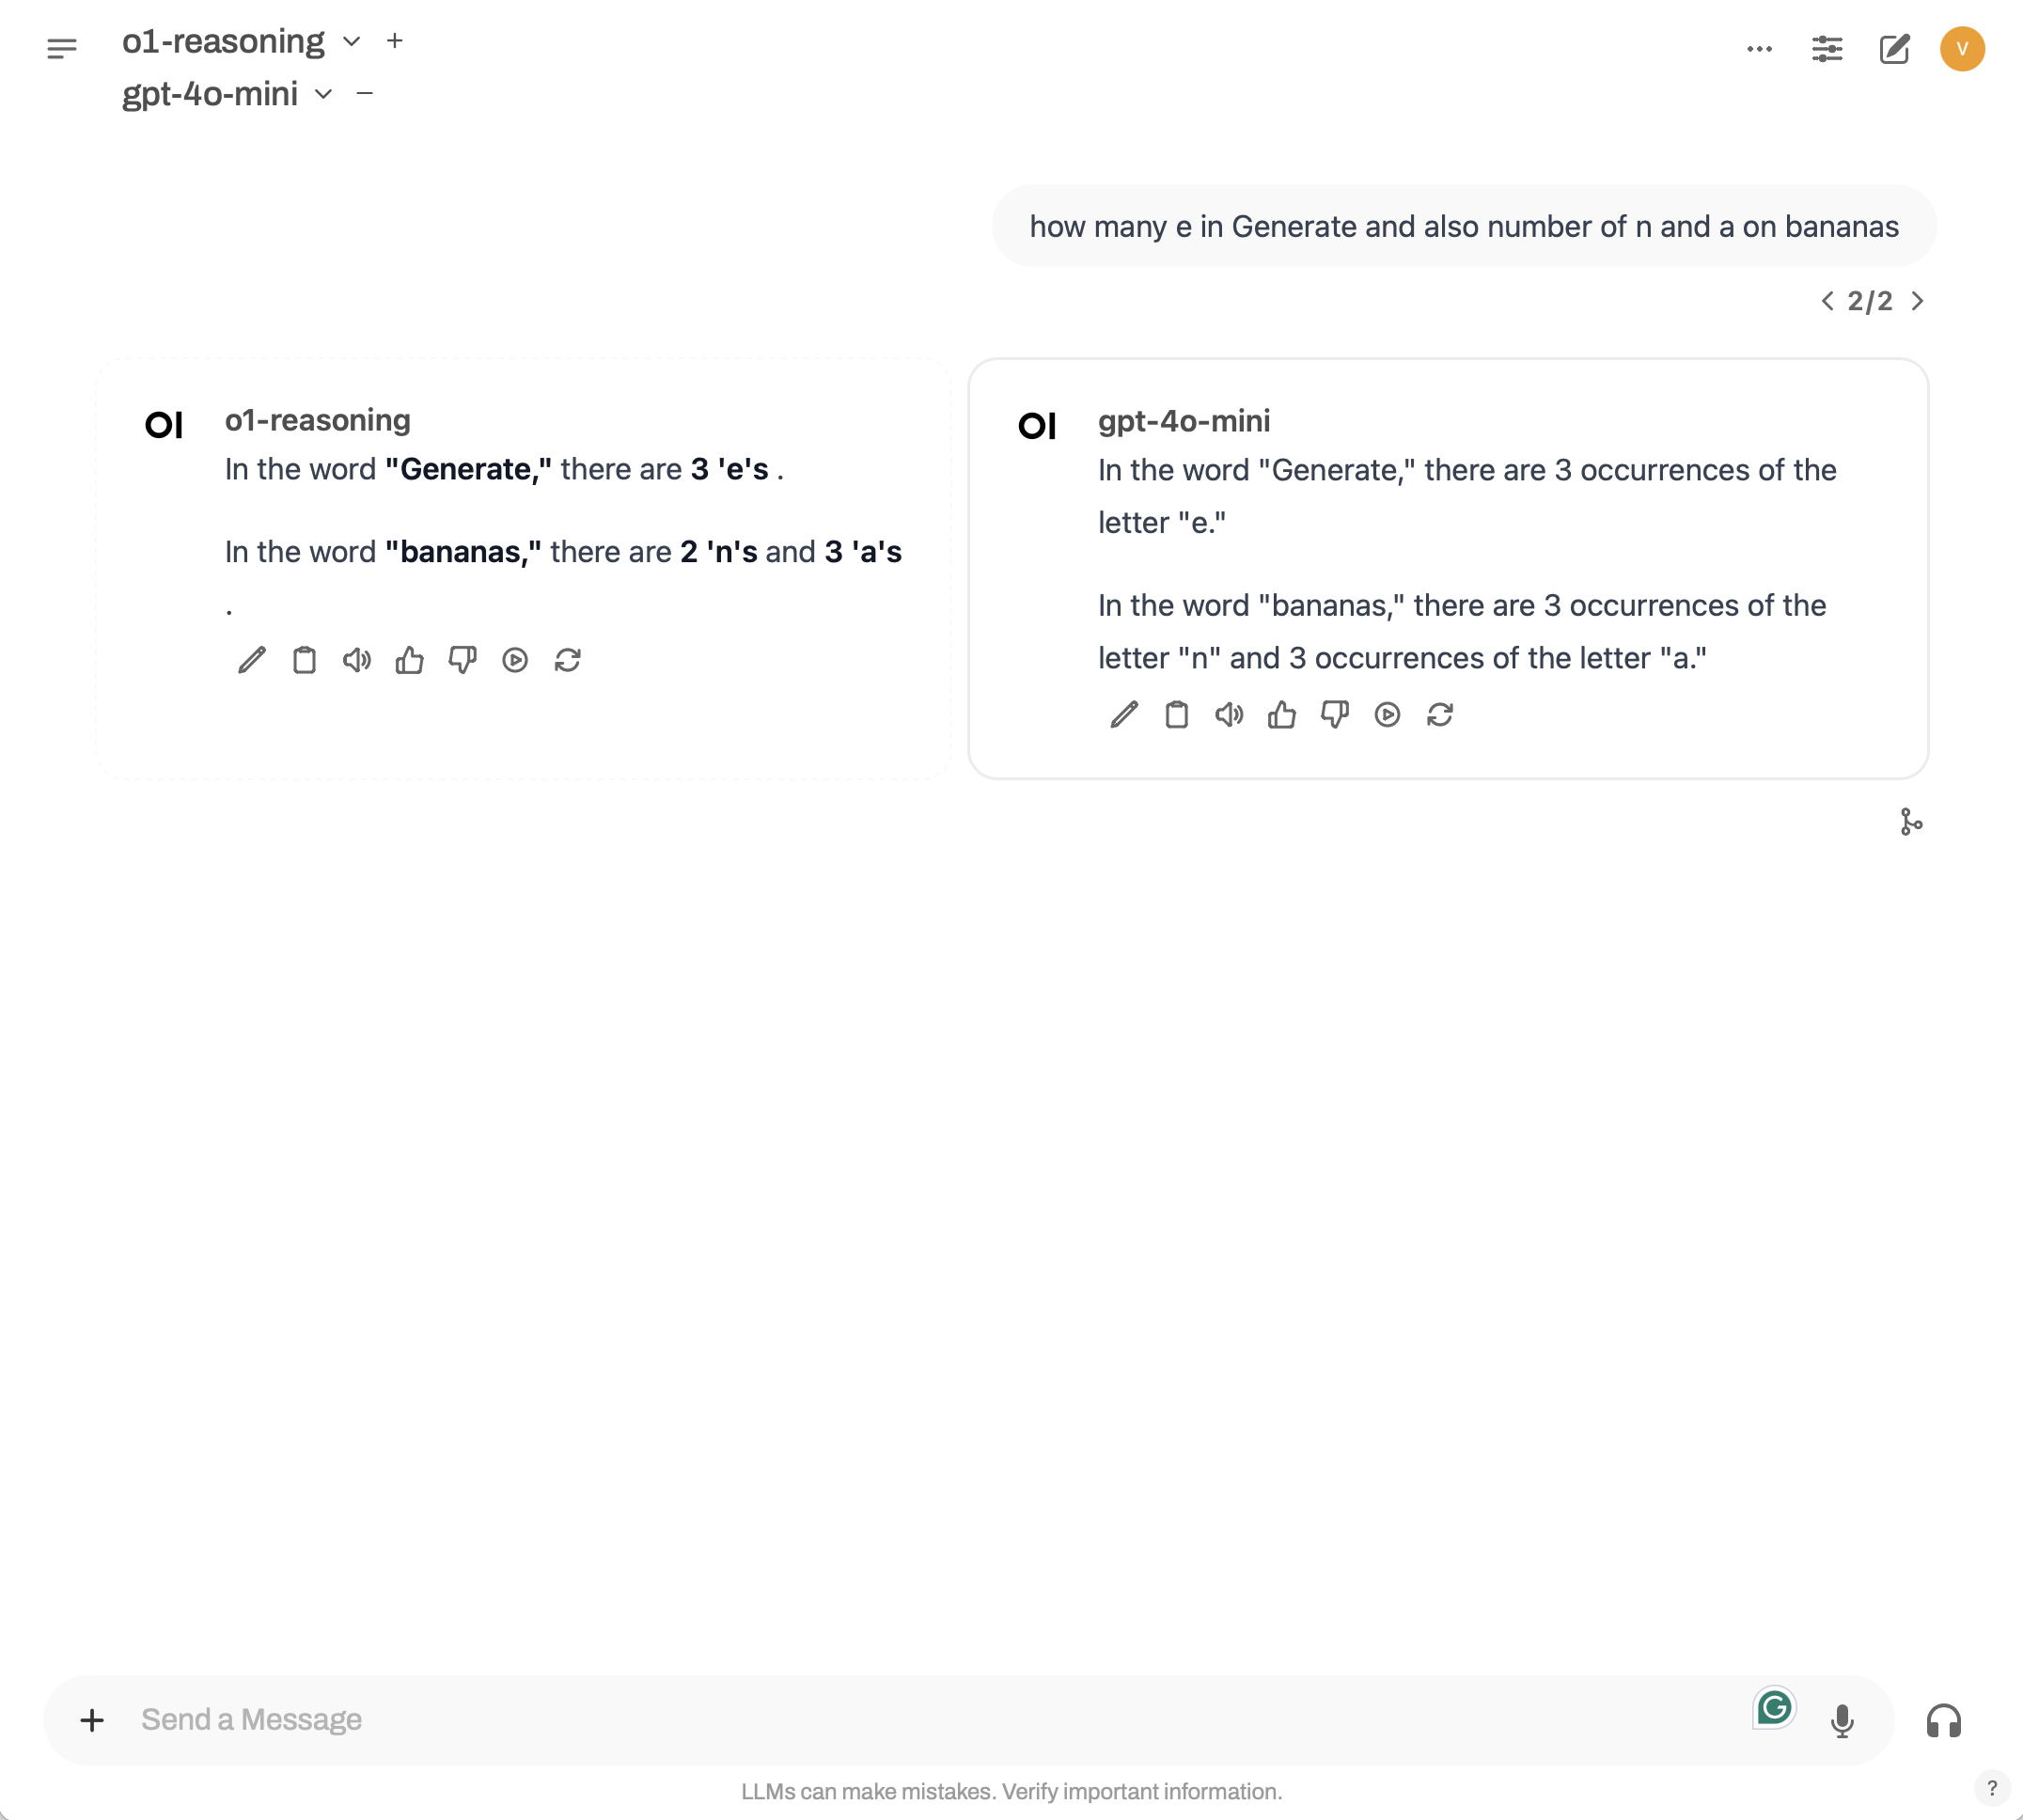 o1-reasoning
gpt-4o-mini
V
how many e in Generate and also number of n and a on bananas
2/2
OI
o1-reasoning
In the word "Generate," there are 3 'e's .
In the word "bananas," there are 2 'n's and 3 'a's
.
OI
gpt-4o-mini
In the word "Generate," there are 3 occurrences of the
letter "e."
In the word "bananas," there are 3 occurrences of the
letter "n" and 3 occurrences of the letter "a."
Send a Message
G
LLMs can make mistakes. Verify important information.
?